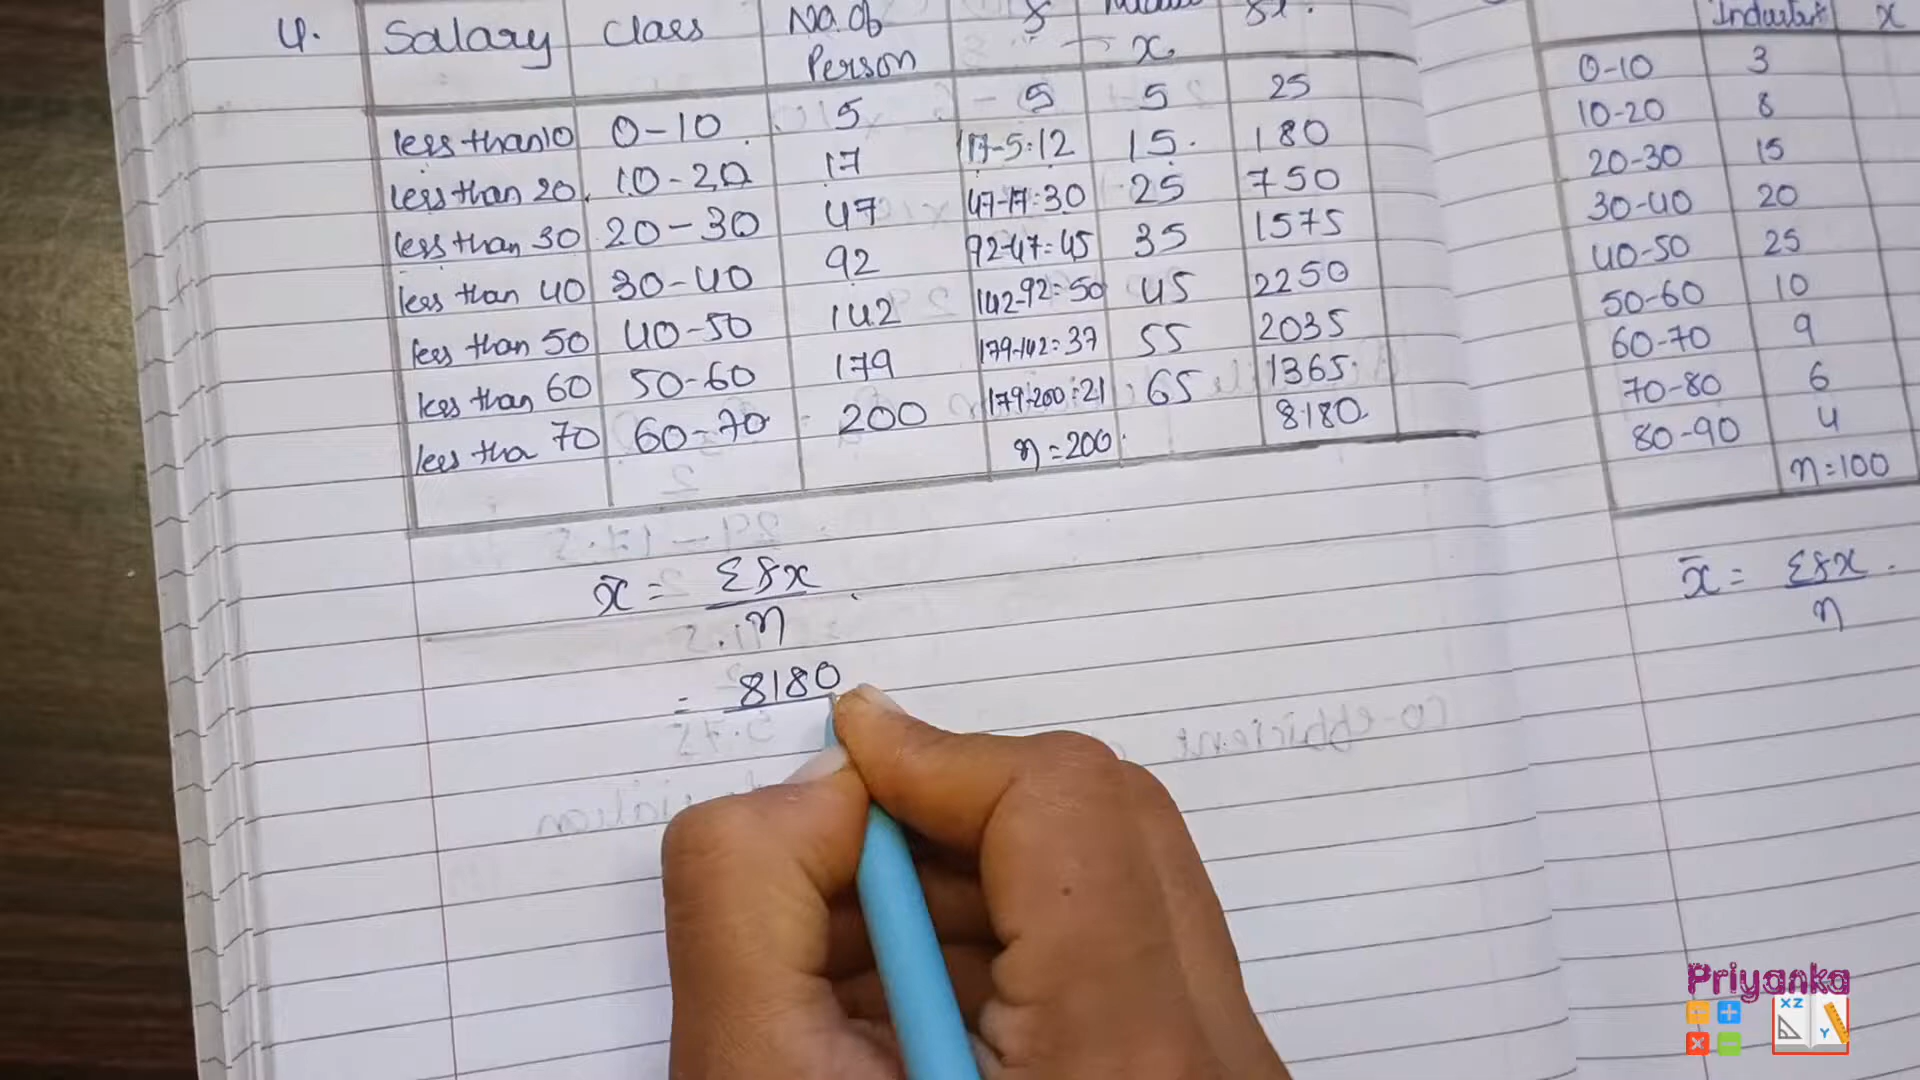 4. Salary Class No. of Person f x fx.
less than 10 0-10 5 5 5 25
less than 20 10-20 17 17-5=12 15. 180
less than 30 20-30 47 47-17=30 25 750
less than 40 30-40 92 92-47=45 35 1575
less than 50 40-50 142 142-92=50 45 2250
less than 60 50-60 179 179-142=37 55 2035
less tha 70 60-70 200 179-200=21 65 1365
n=200 8180
x̄ = Σfx
n
= 8180
x
0-10 3
10-20 8
20-30 15
30-40 20
40-50 25
50-60 10
60-70 9
70-80 6
80-90 4
n=100
x̄ = Σfx
n
Priyanka
XZ
Y